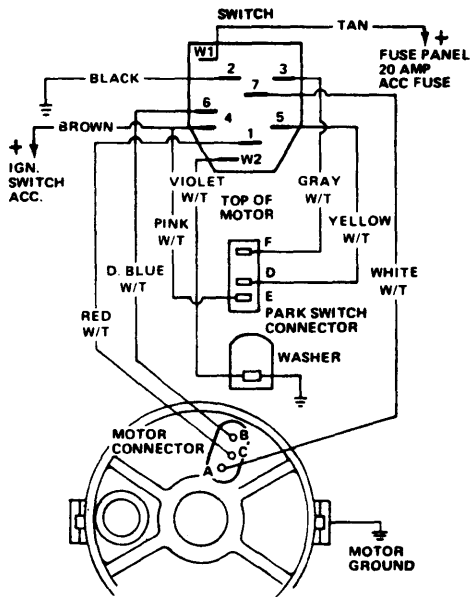 SWITCH
TAN
+
W1
FUSE PANEL
20 AMP
ACC FUSE
BLACK
2
3
7
6
4
5
BROWN
1
+
W2
IGN.
SWITCH
ACC.
VIOLET
W/T
TOP OF
MOTOR
GRAY
W/T
PINK
W/T
YELLOW
W/T
F
D. BLUE
W/T
D
WHITE
W/T
E
RED
W/T
PARK SWITCH
CONNECTOR
WASHER
MOTOR
CONNECTOR
B
C
A
MOTOR
GROUND